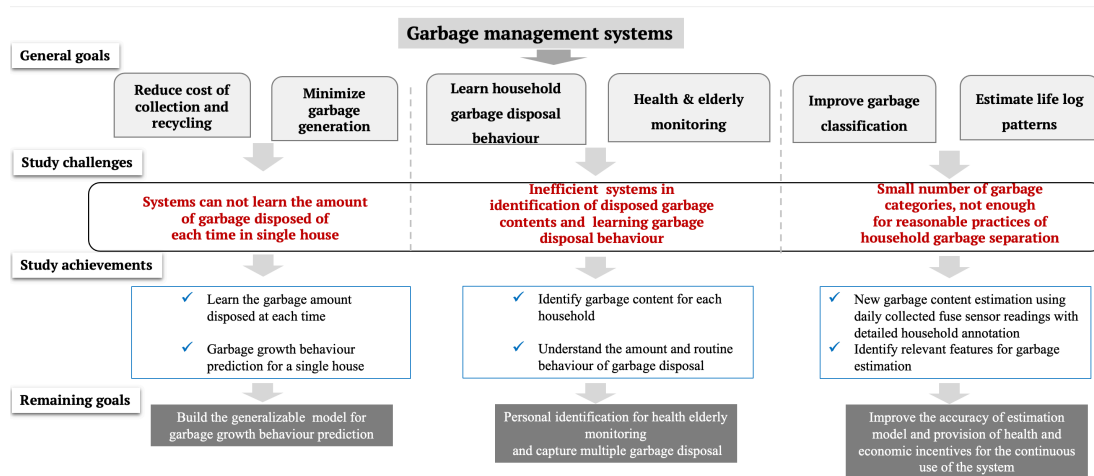 Garbage management systems
General goals
Reduce cost of
collection and
recycling
Minimize
garbage
generation
Learn household
garbage disposal
behaviour
Health & elderly
monitoring
Improve garbage
classification
Estimate life log
patterns
Study challenges
Systems can not learn the amount
of garbage disposed of
each time in single house
Inefficient systems in
identification of disposed garbage
contents and learning garbage
disposal behaviour
Small number of garbage
categories, not enough
for reasonable practices of
household garbage separation
Study achievements
✓ Learn the garbage amount
disposed at each time
✓ Garbage growth behaviour
prediction for a single house
✓ Identify garbage content for each
household
✓ Understand the amount and routine
behaviour of garbage disposal
✓ New garbage content estimation using
daily collected fuse sensor readings with
detailed household annotation
✓ Identify relevant features for garbage
estimation
Remaining goals
Build the generalizable model for
garbage growth behaviour prediction
Personal identification for health elderly
monitoring
and capture multiple garbage disposal
Improve the accuracy of estimation
model and provision of health and
economic incentives for the continuous
use of the system